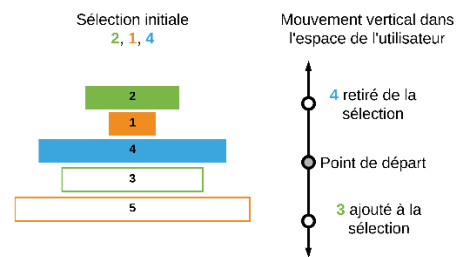 Sélection initiale
2, 1, 4
2
1
4
3
5
Mouvement vertical dans
l'espace de l'utilisateur
4 retiré de la
sélection
Point de départ
3 ajouté à la
sélection